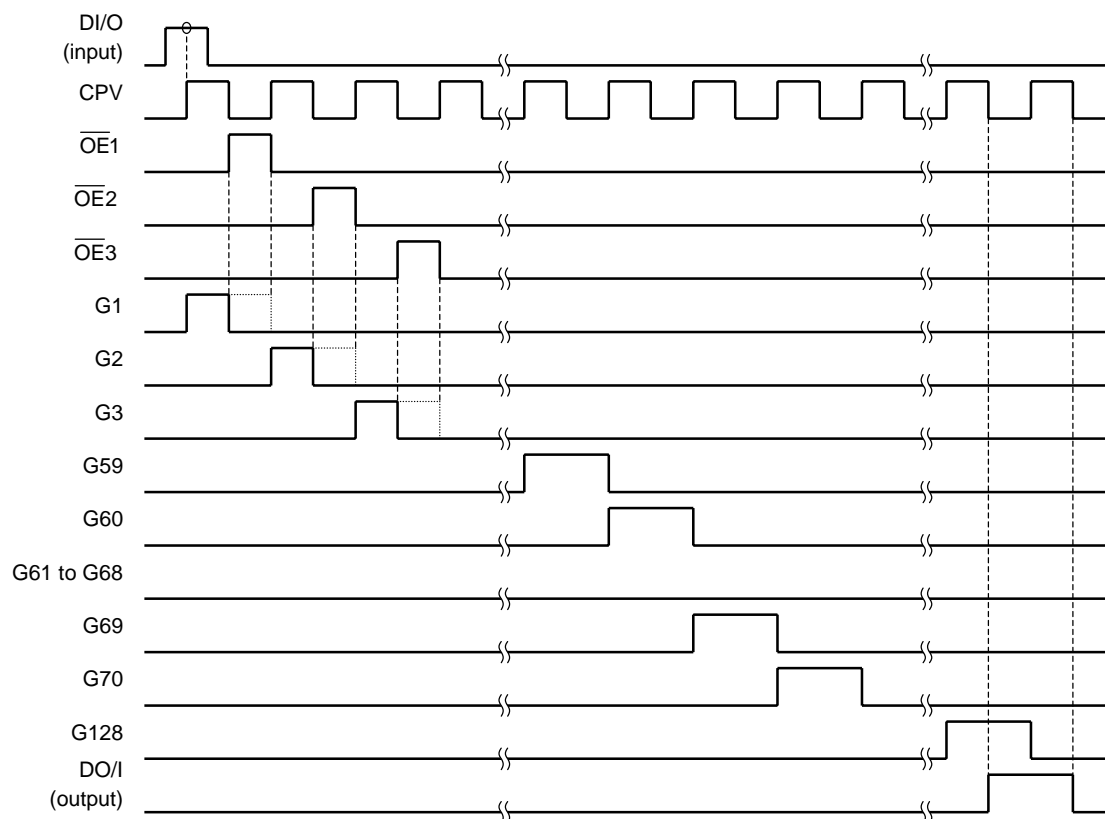 DI/O
(input)
CPV
OE1
OE2
OE3
G1
G2
G3
G59
G60
G61 to G68
G69
G70
G128
DO/I
(output)